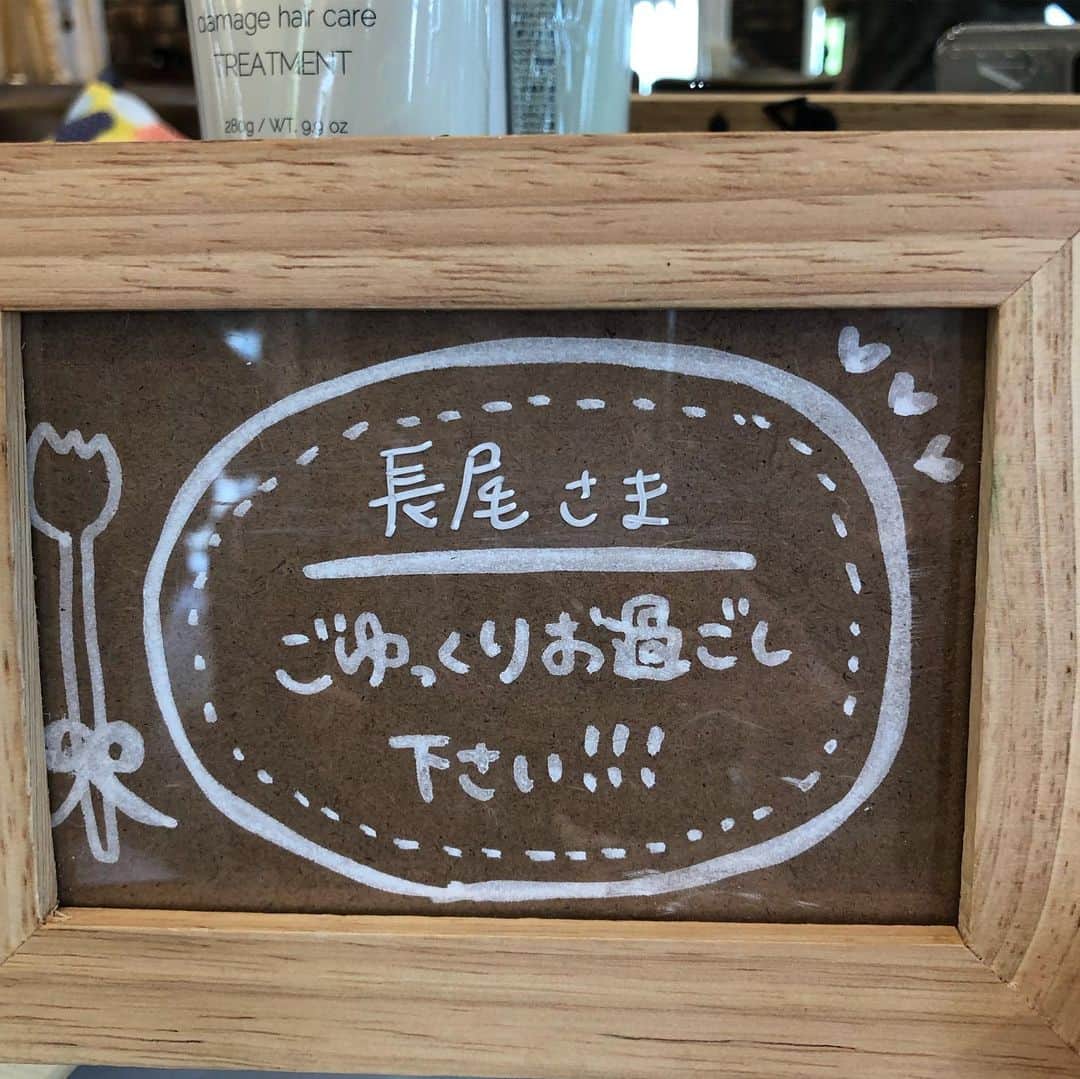 damage hair care
TREATMENT
280g / WT. 9.9 oz
長尾 さま
ごゆっくりお過ごし
下さい!!!